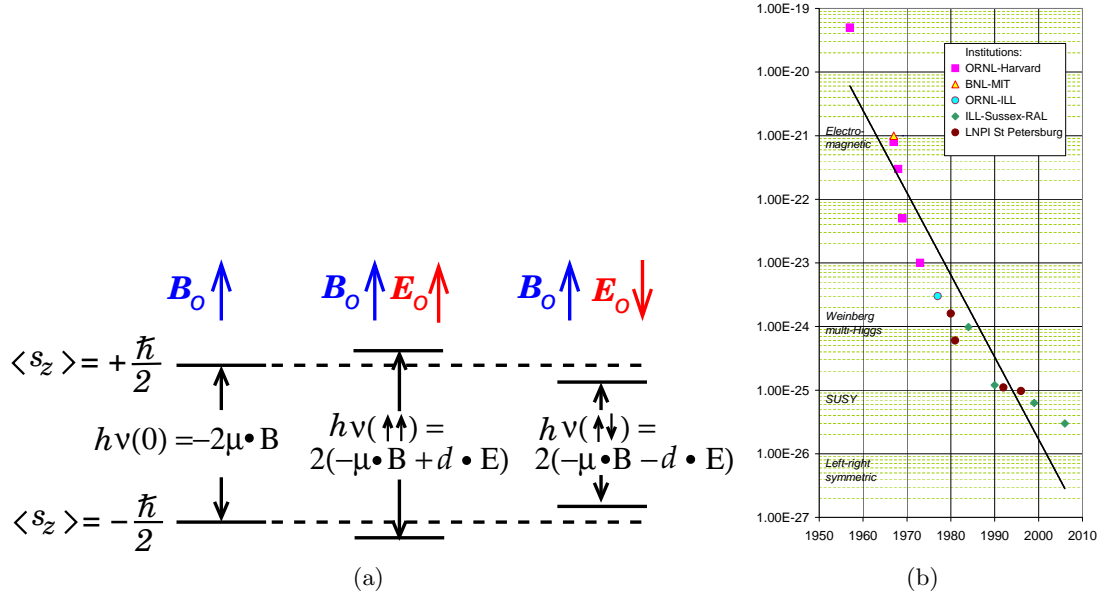 B₀ B₀ E₀ B₀ E₀
<s_z> = +ℏ/2
hν(0) = −2μ•B
hν(↑↑) =
2(−μ•B + d • E)
hν(↑↓) =
2(−μ•B − d • E)
<s_z> = −ℏ/2
(a)
1.00E-19
1.00E-20
1.00E-21
1.00E-22
1.00E-23
1.00E-24
1.00E-25
1.00E-26
1.00E-27
Institutions:
ORNL-Harvard
BNL-MIT
ORNL-ILL
ILL-Sussex-RAL
LNPI St Petersburg
Electro-
magnetic
Weinberg
multi-Higgs
SUSY
Left-right
symmetric
1950 1960 1970 1980 1990 2000 2010
(b)